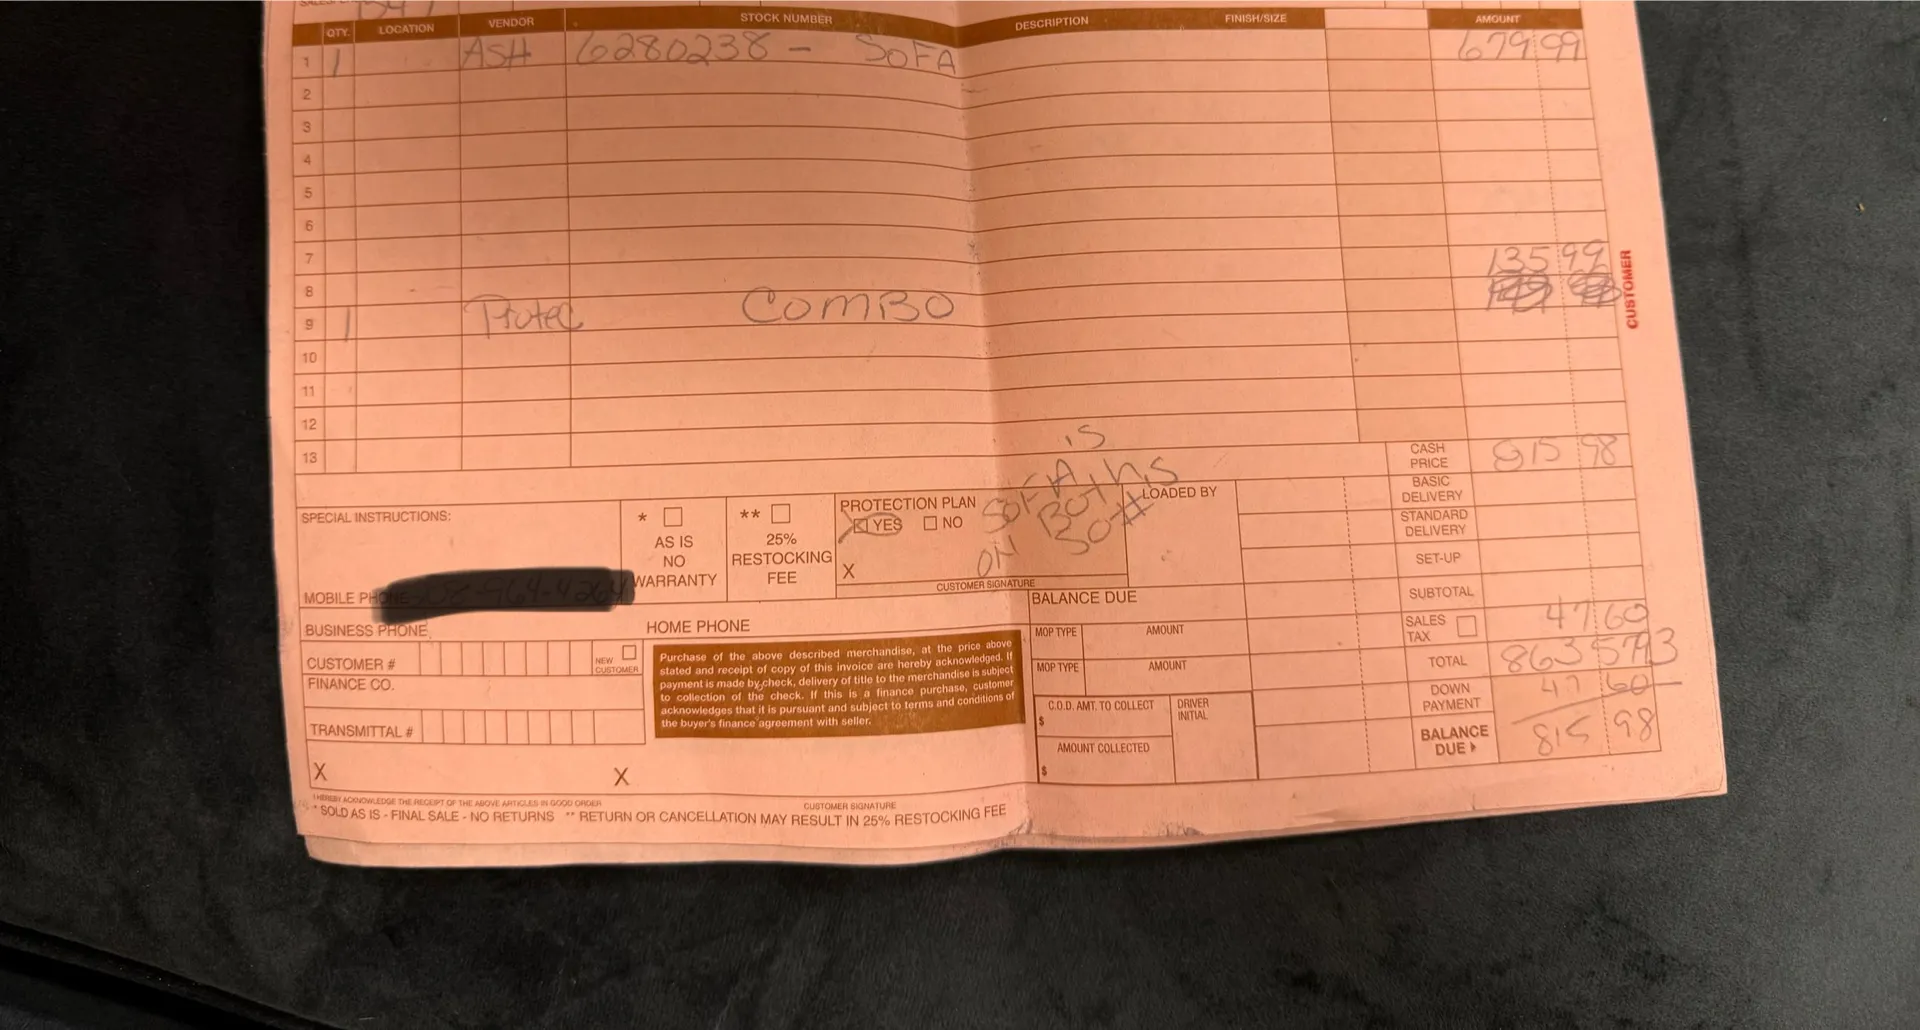 QTY. LOCATION VENDOR STOCK NUMBER DESCRIPTION FINISH/SIZE AMOUNT
1 1 ASH 6280238 - SOFA 679 99
2
3
4
5
6
7 135 99
8
9 1 Protec COMBO
10
11
12
13
CASH PRICE 815 98
BASIC DELIVERY
STANDARD DELIVERY
SET-UP
SUBTOTAL
SALES TAX 47 60
TOTAL 863
DOWN PAYMENT 47 60
BALANCE DUE 815 98
SPECIAL INSTRUCTIONS:
* AS IS NO WARRANTY
** 25% RESTOCKING FEE
PROTECTION PLAN
YES NO
X
CUSTOMER SIGNATURE
SOFA is
ON Boths
SO#
LOADED BY
MOBILE PHONE
BUSINESS PHONE
HOME PHONE
CUSTOMER # NEW CUSTOMER
FINANCE CO.
TRANSMITTAL #
Purchase of the above described merchandise, at the price above
stated and receipt of copy of this invoice are hereby acknowledged. If
payment is made by check, delivery of title to the merchandise is subject
to collection of the check. If this is a finance purchase, customer
acknowledges that it is pursuant and subject to terms and conditions of
the buyer's finance agreement with seller.
BALANCE DUE
MOP TYPE AMOUNT
MOP TYPE AMOUNT
C.O.D. AMT. TO COLLECT
$
DRIVER INITIAL
AMOUNT COLLECTED
$
X X
I HEREBY ACKNOWLEDGE THE RECEIPT OF THE ABOVE ARTICLES IN GOOD ORDER CUSTOMER SIGNATURE
* SOLD AS IS - FINAL SALE - NO RETURNS ** RETURN OR CANCELLATION MAY RESULT IN 25% RESTOCKING FEE
CUSTOMER